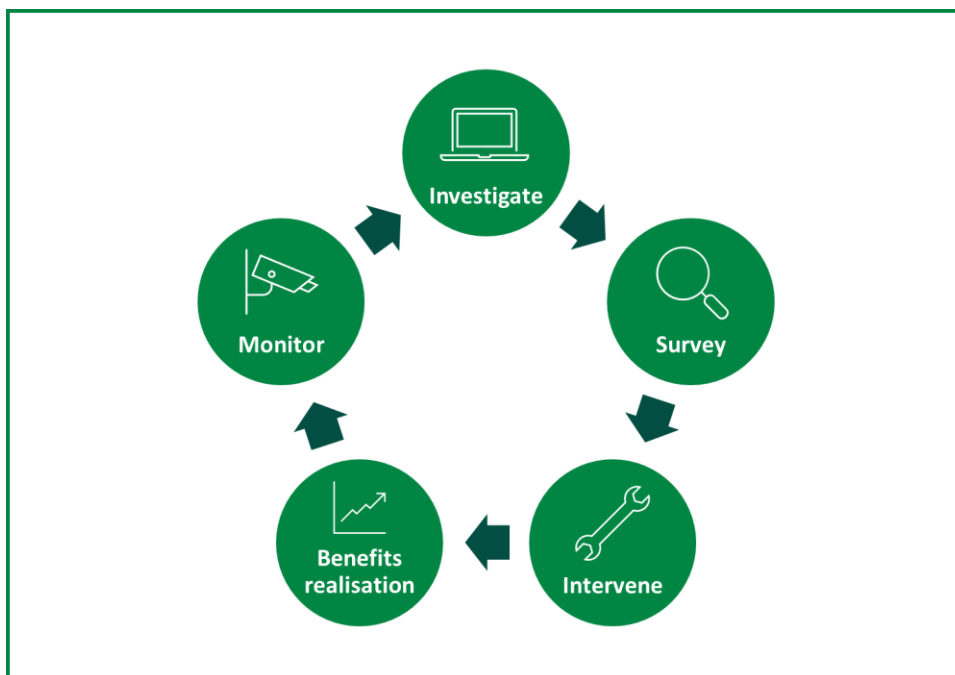 Investigate
Survey
Intervene
Benefits
realisation
Monitor